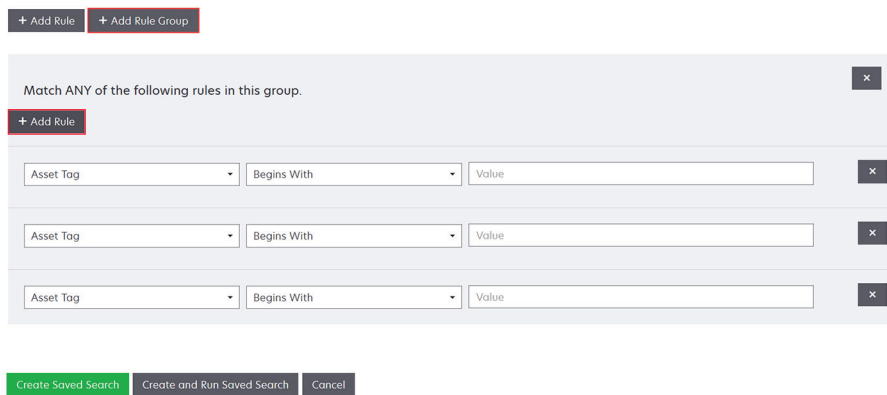 + Add Rule + Add Rule Group
×
Match ANY of the following rules in this group.
+ Add Rule
Asset Tag Begins With Value ×
Asset Tag Begins With Value ×
Asset Tag Begins With Value ×
Create Saved Search Create and Run Saved Search Cancel